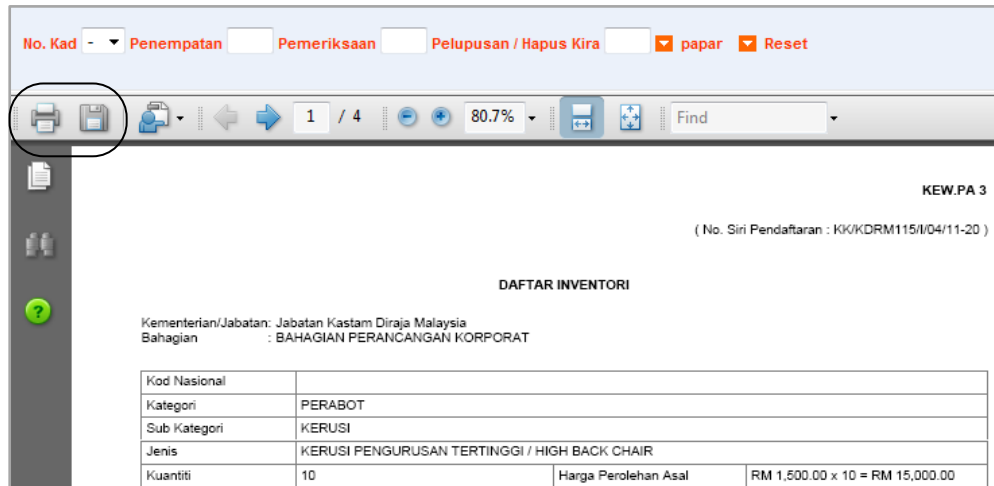 No. Kad - Penempatan Pemeriksaan Pelupusan / Hapus Kira papar Reset
1 / 4 80.7% Find
KEW.PA 3
( No. Siri Pendaftaran : KK/KDRM115/I/04/11-20 )
DAFTAR INVENTORI
Kementerian/Jabatan: Jabatan Kastam Diraja Malaysia
Bahagian : BAHAGIAN PERANCANGAN KORPORAT
Kod Nasional
Kategori PERABOT
Sub Kategori KERUSI
Jenis KERUSI PENGURUSAN TERTINGGI / HIGH BACK CHAIR
Kuantiti 10 Harga Perolehan Asal RM 1,500.00 x 10 = RM 15,000.00